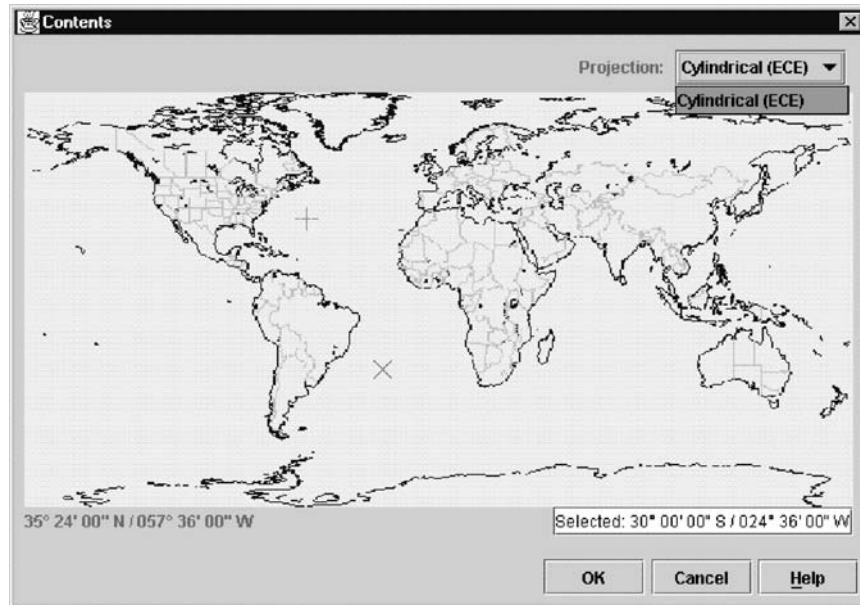 Contents
Projection: Cylindrical (ECE)
Cylindrical (ECE)
35° 24' 00" N / 057° 36' 00" W
Selected: 30° 00' 00" S / 024° 36' 00" W
OK Cancel Help